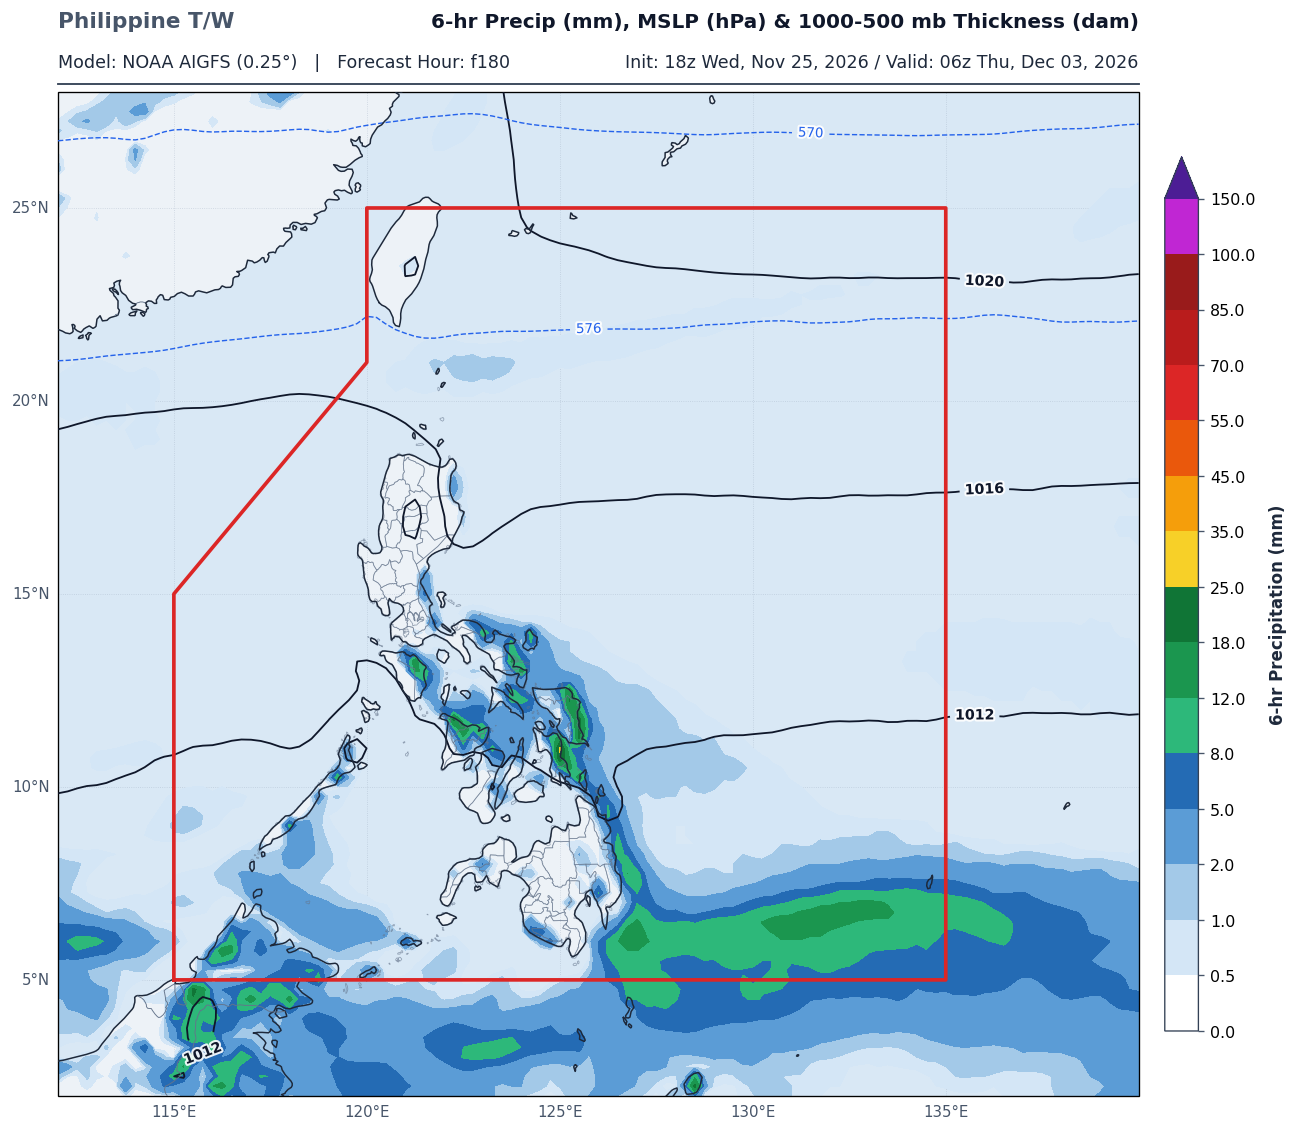 Philippine T/W
6-hr Precip (mm), MSLP (hPa) & 1000-500 mb Thickness (dam)
Model: NOAA AIGFS (0.25°) | Forecast Hour: f180
Init: 18z Wed, Nov 25, 2026 / Valid: 06z Thu, Dec 03, 2026
570
25°N
1020
576
20°N
1016
15°N
1012
10°N
5°N
1012
115°E
120°E
125°E
130°E
135°E
150.0
100.0
85.0
70.0
55.0
45.0
35.0
25.0
18.0
12.0
8.0
5.0
2.0
1.0
0.5
0.0
6-hr Precipitation (mm)